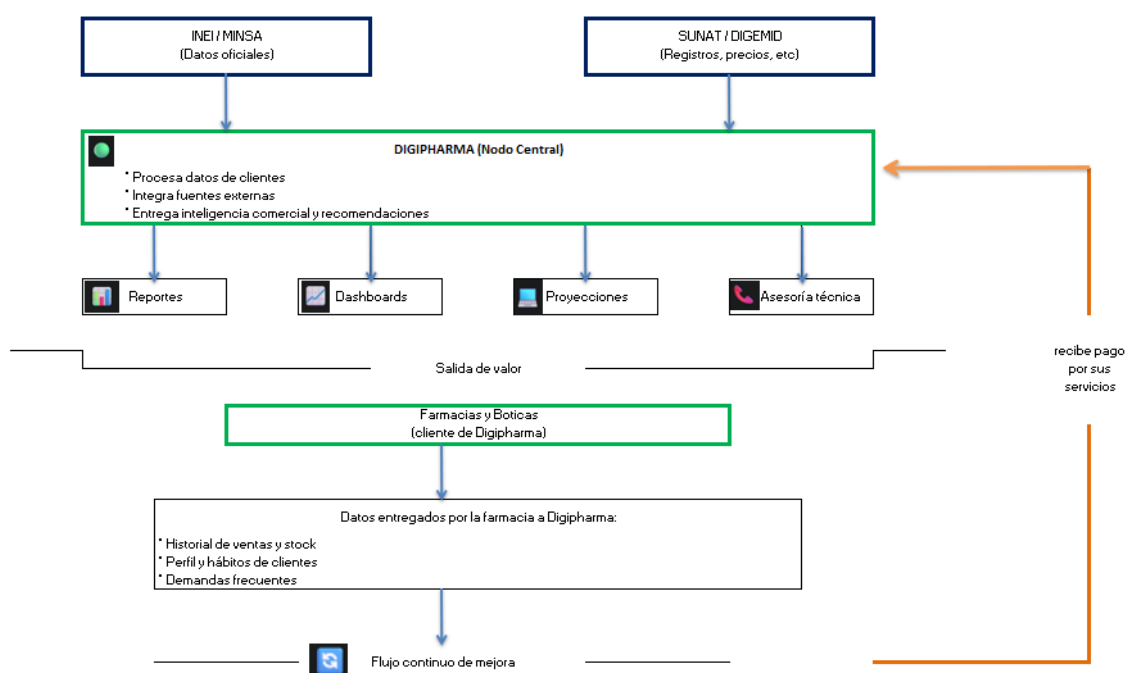 INEI / MINSA
(Datos oficiales)
SUNAT / DIGEMID
(Registros, precios, etc)
DIGIPHARMA (Nodo Central)
* Procesa datos de clientes
* Integra fuentes externas
* Entrega inteligencia comercial y recomendaciones
Reportes
Dashboards
Proyecciones
Asesoría técnica
recibe pago
por sus
servicios
Salida de valor
Farmacias y Boticas
(cliente de Digipharma)
Datos entregados por la farmacia a Digipharma:
* Historial de ventas y stock
* Perfil y hábitos de clientes
* Demandas frecuentes
Flujo continuo de mejora